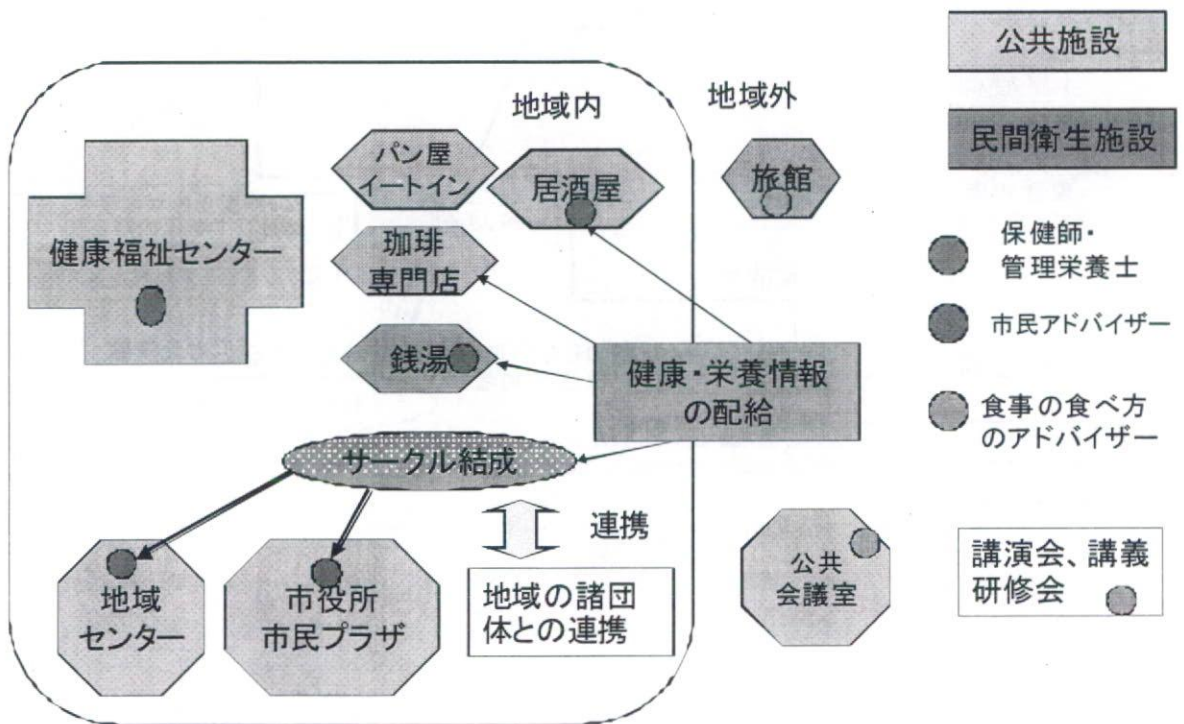 公共施設
民間衛生施設
保健師・
管理栄養士
市民アドバイザー
食事の食べ方
のアドバイザー
地域内
地域外
パン屋
イートイン
居酒屋
旅館
健康福祉センター
珈琲
専門店
銭湯
健康・栄養情報
の配給
サークル結成
連携
地域
センター
市役所
市民プラザ
地域の諸団
体との連携
公共
会議室
講演会、講義
研修会